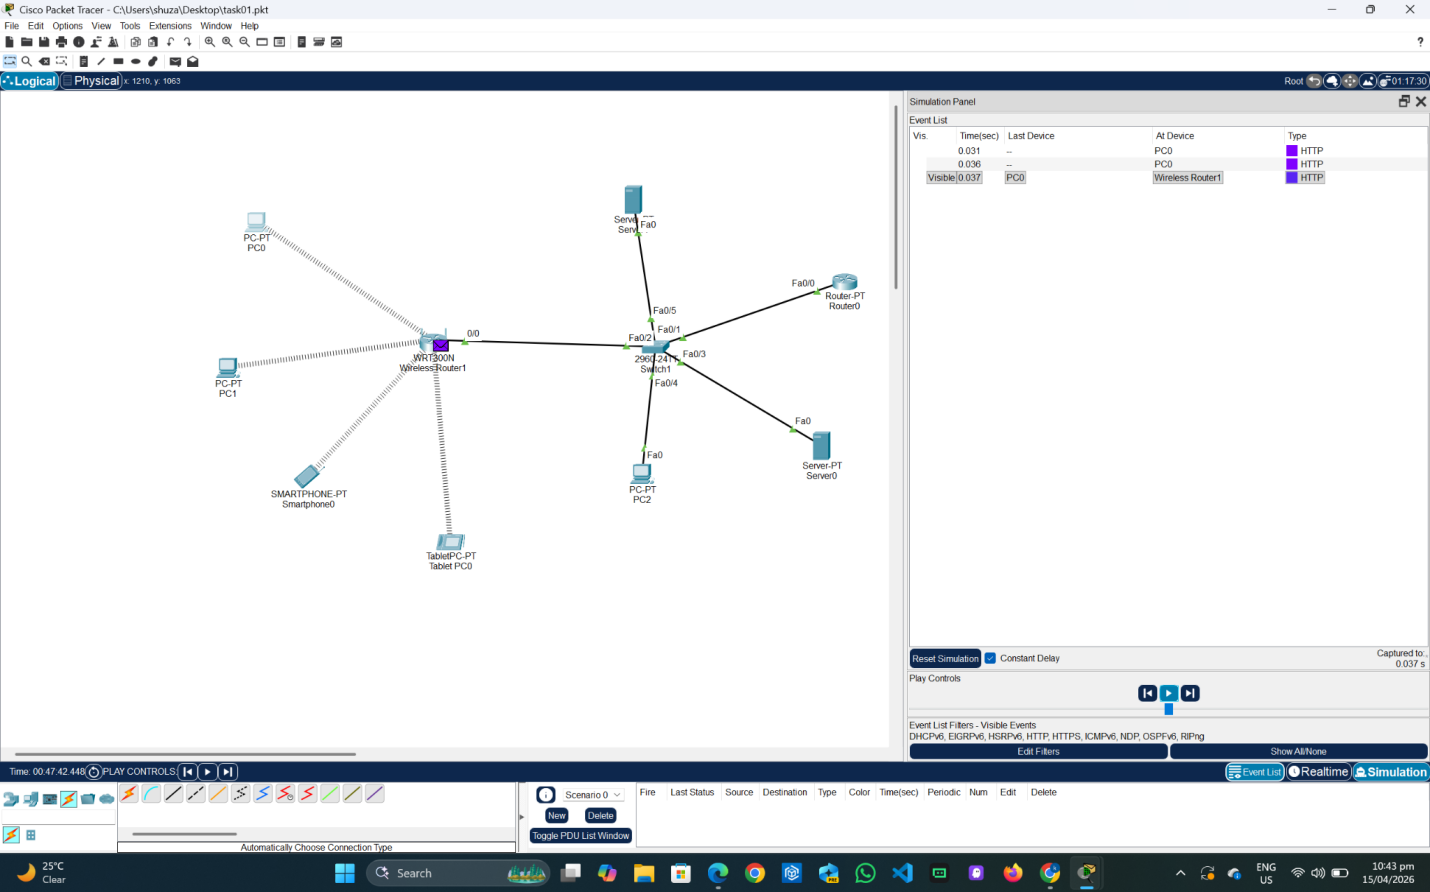 Cisco Packet Tracer - C:\Users\shuza\Desktop\task01.pkt
File Edit Options View Tools Extensions Window Help
?
Logical Physical x: 1210, y: 1063
Root 01:17:30
Simulation Panel
Event List
Vis. Time(sec) Last Device At Device Type
0.031 -- PC0 HTTP
0.036 -- PC0 HTTP
Visible 0.037 PC0 Wireless Router1 HTTP
PC-PT
PC0
Fa0
Fa0/0
Router-PT
Router0
Fa0/5
0/0
Fa0/1
Fa0/2
WRT300N
Wireless Router1
Fa0/3
Switch1
Fa0/4
PC-PT
PC1
Fa0
Server-PT
Server0
Fa0
PC-PT
PC2
SMARTPHONE-PT
Smartphone0
TabletPC-PT
Tablet PC0
Reset Simulation Constant Delay
Captured to:
0.037 s
Play Controls
Event List Filters - Visible Events
DHCPv6, EIGRPv6, HSRPv6, HTTP, HTTPS, ICMPv6, NDP, OSPFv6, RIPng
Edit Filters Show All/None
Time: 00:47:42.448 PLAY CONTROLS:
Event List Realtime Simulation
Scenario 0
New Delete
Toggle PDU List Window
Fire Last Status Source Destination Type Color Time(sec) Periodic Num Edit Delete
Automatically Choose Connection Type
25°C
Clear
Search
ENG
US
10:43 pm
15/04/2026